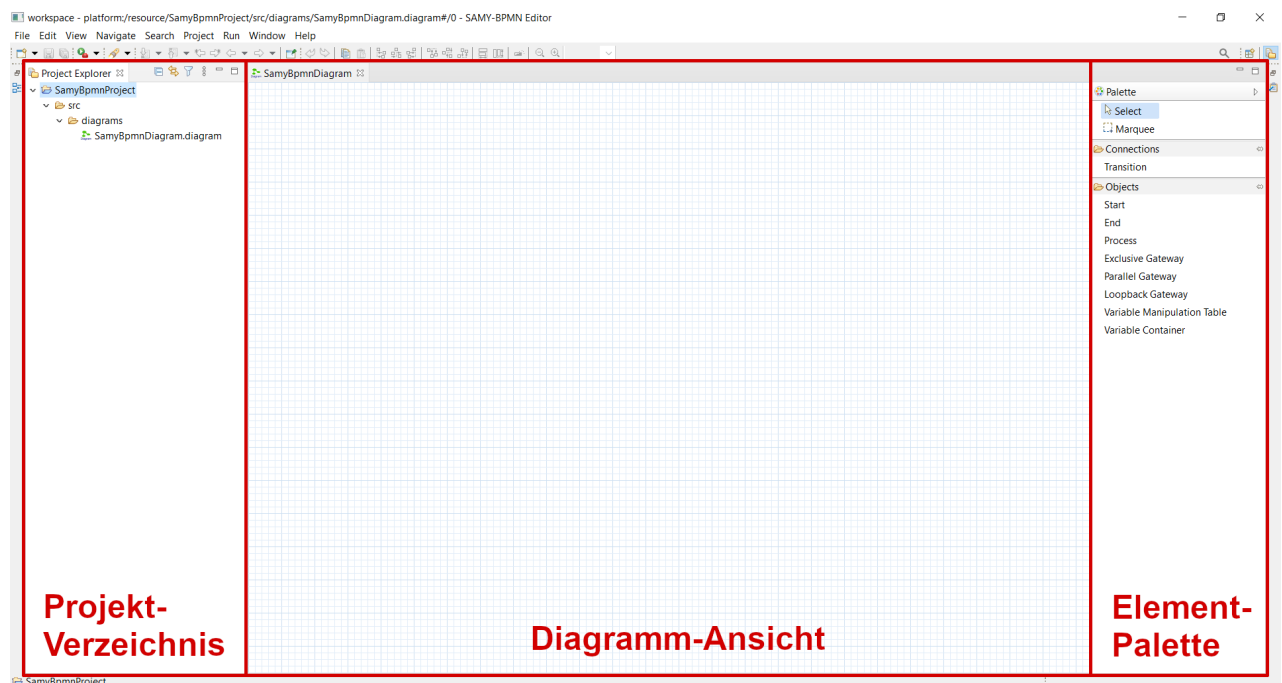 workspace - platform:/resource/SamyBpmnProject/src/diagrams/SamyBpmnDiagram.diagram#/0 - SAMY-BPMN Editor
File Edit View Navigate Search Project Run Window Help
Project Explorer
SamyBpmnProject
src
diagrams
SamyBpmnDiagram.diagram
Projekt-
Verzeichnis
SamyBpmnDiagram
Diagramm-Ansicht
Palette
Select
Marquee
Connections
Transition
Objects
Start
End
Process
Exclusive Gateway
Parallel Gateway
Loopback Gateway
Variable Manipulation Table
Variable Container
Element-
Palette
SamyBpmnProject